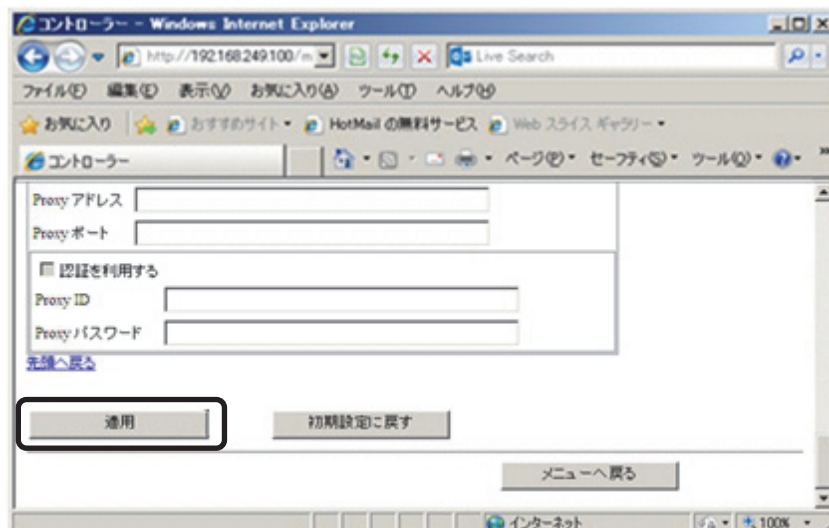 コントローラー - Windows Internet Explorer
http://192.168.249.100/m
Live Search
ファイル(F) 編集(E) 表示(V) お気に入り(A) ツール(T) ヘルプ(H)
お気に入り おすすめサイト HotMail の無料サービス Web スライス ギャラリー
コントローラー ページ(P) セーフティ(S) ツール(O) »
Proxy アドレス
Proxy ポート
認証を利用する
Proxy ID
Proxy パスワード
先頭へ戻る
適用 初期設定に戻す
メニューへ戻る
インターネット 100%